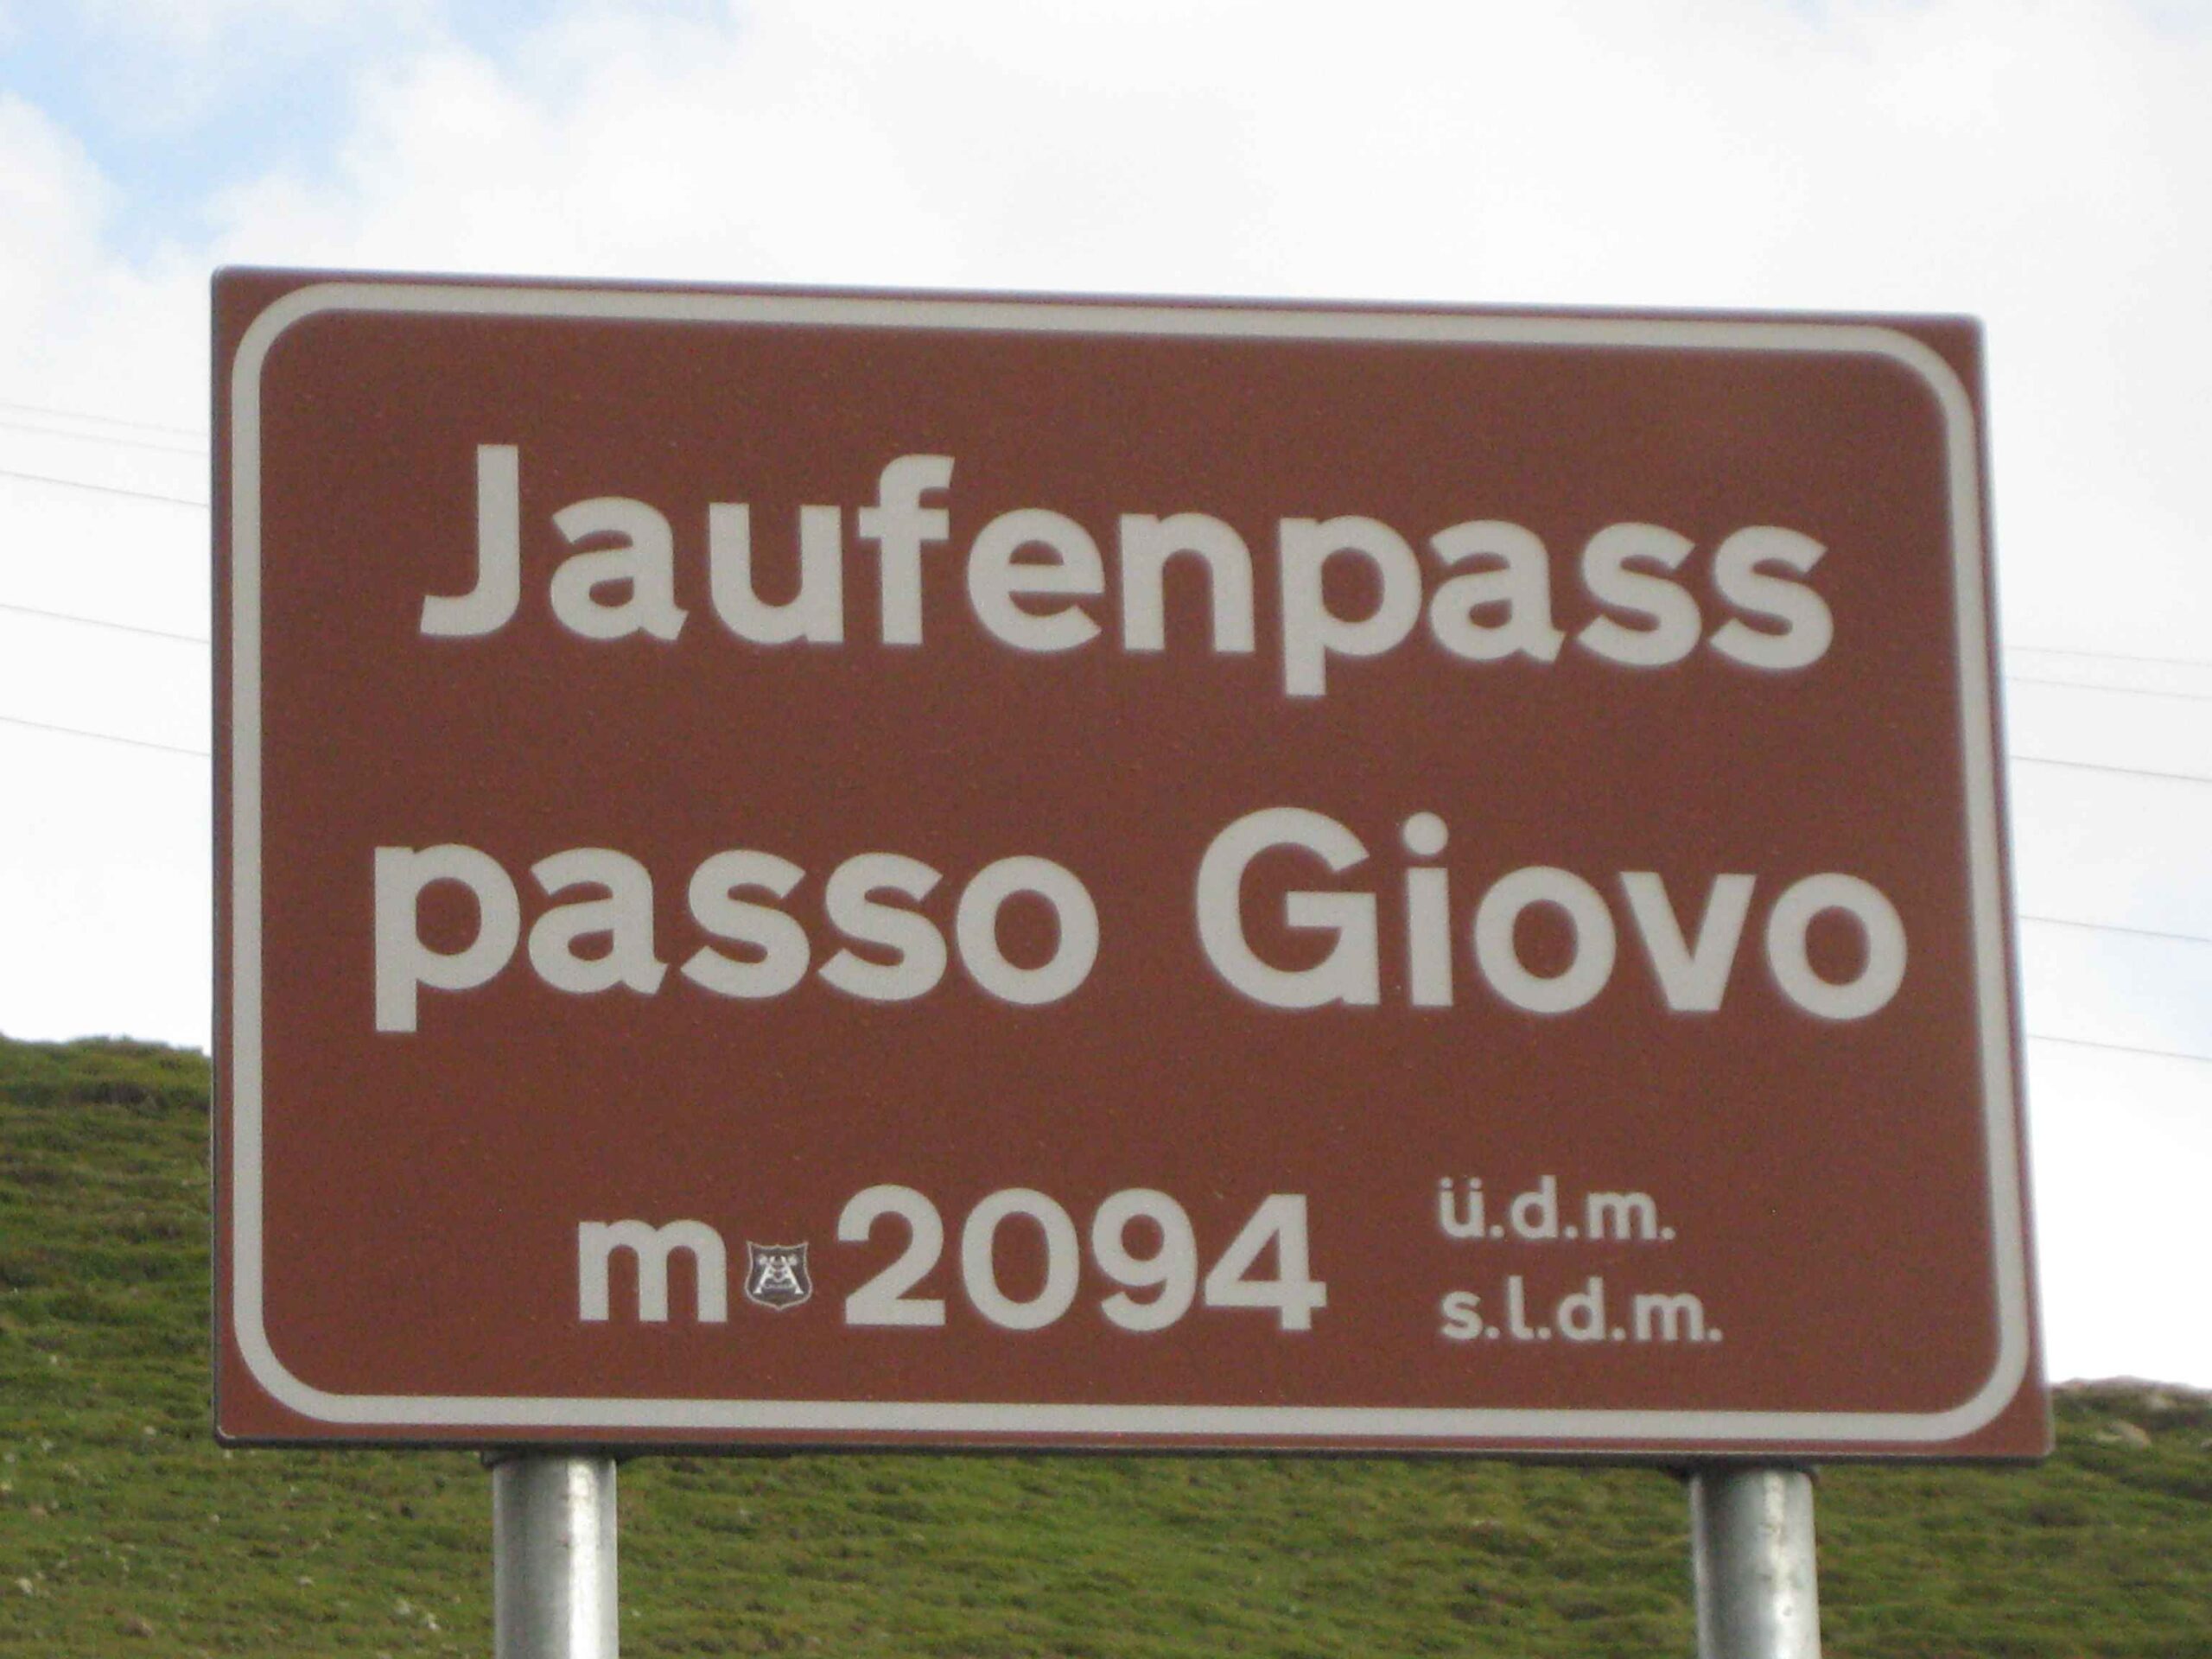 Jaufenpass
passo Giovo
m 2094 ü.d.m.
s.l.d.m.